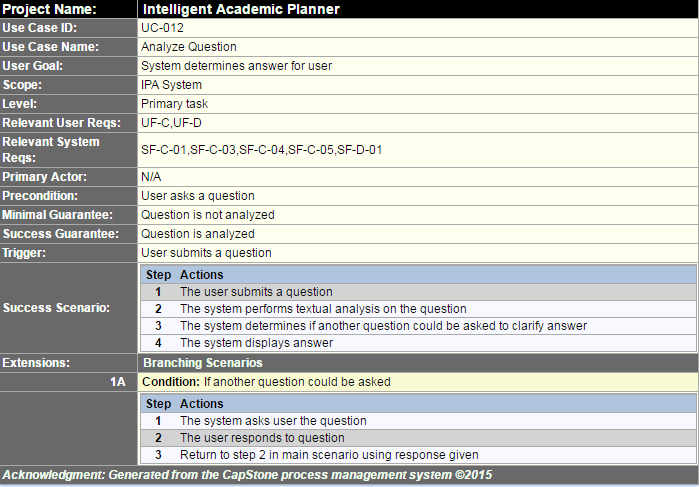 Project Name: Intelligent Academic Planner
Use Case ID: UC-012
Use Case Name: Analyze Question
User Goal: System determines answer for user
Scope: IPA System
Level: Primary task
Relevant User Reqs: UF-C,UF-D
Relevant System
Reqs: SF-C-01,SF-C-03,SF-C-04,SF-C-05,SF-D-01
Primary Actor: N/A
Precondition: User asks a question
Minimal Guarantee: Question is not analyzed
Success Guarantee: Question is analyzed
Trigger: User submits a question
Success Scenario:
Step Actions
1 The user submits a question
2 The system performs textual analysis on the question
3 The system determines if another question could be asked to clarify answer
4 The system displays answer
Extensions: Branching Scenarios
1A Condition: If another question could be asked
Step Actions
1 The system asks user the question
2 The user responds to question
3 Return to step 2 in main scenario using response given
Acknowledgment: Generated from the CapStone process management system ©2015